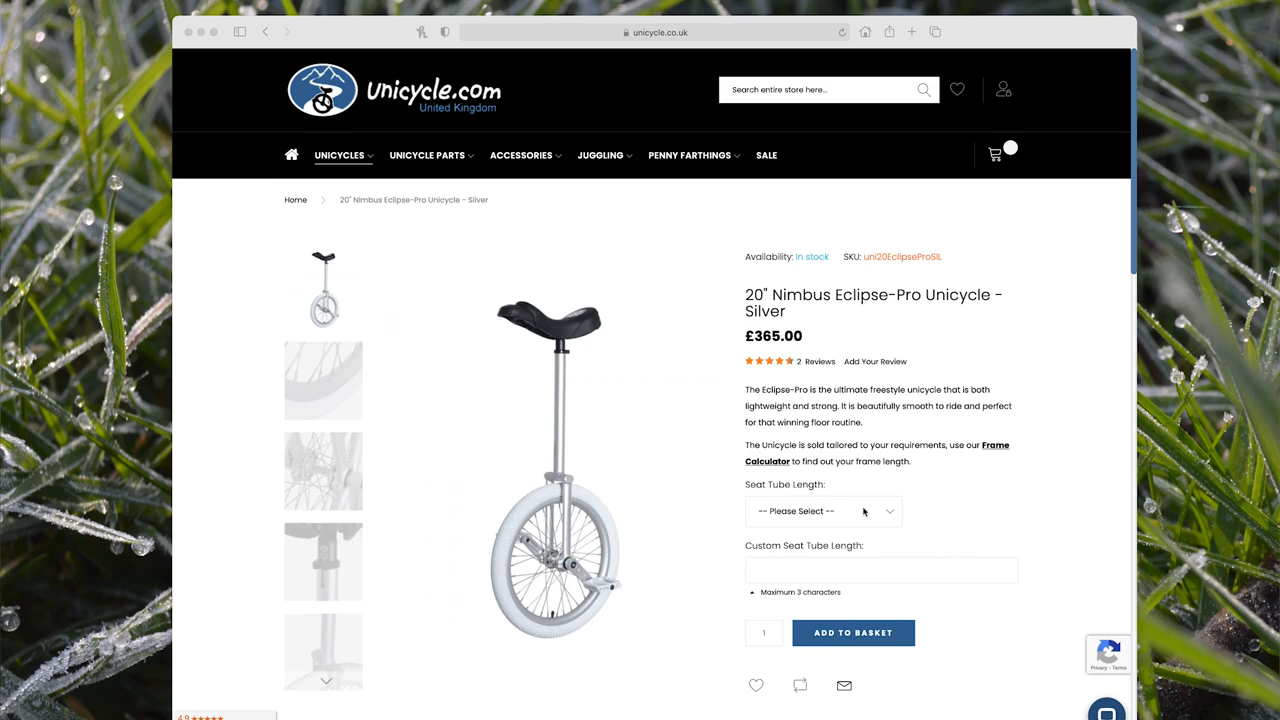 unicycle.co.uk
Unicycle.com
United Kingdom
Search entire store here...
UNICYCLES UNICYCLE PARTS ACCESSORIES JUGGLING PENNY FARTHINGS SALE
Home 20" Nimbus Eclipse-Pro Unicycle - Silver
Availability: In stock SKU: uni20EclipseProSIL
20" Nimbus Eclipse-Pro Unicycle -
Silver
£365.00
2 Reviews Add Your Review
The Eclipse-Pro is the ultimate freestyle unicycle that is both
lightweight and strong. It is beautifully smooth to ride and perfect
for that winning floor routine.
The Unicycle is sold tailored to your requirements, use our Frame
Calculator to find out your frame length.
Seat Tube Length:
-- Please Select --
Custom Seat Tube Length:
Maximum 3 characters
1 ADD TO BASKET
Privacy - Terms
4.9